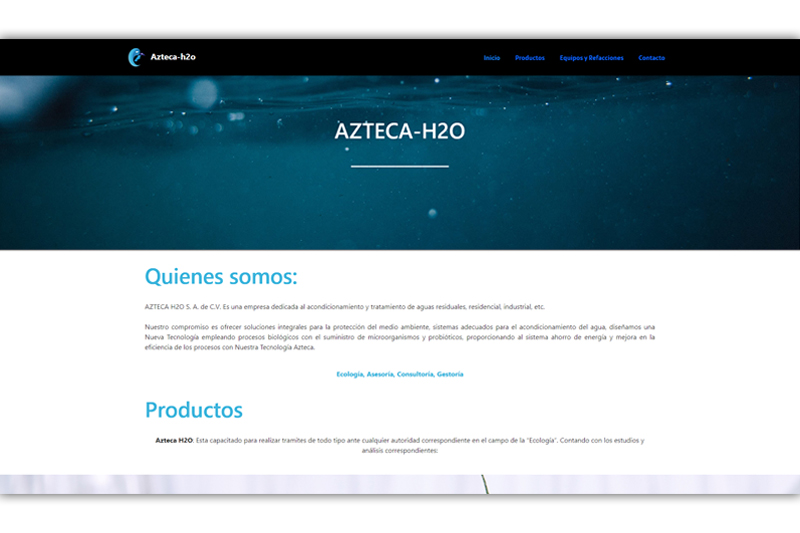 Azteca-h2o
Inicio Productos Equipos y Refacciones Contacto
AZTECA-H2O
Quienes somos:
AZTECA H2O S. A. de C.V. Es una empresa dedicada al acondicionamiento y tratamiento de aguas residuales, residencial, industrial, etc.
Nuestro compromiso es ofrecer soluciones integrales para la protección del medio ambiente, sistemas adecuados para el acondicionamiento del agua, diseñamos una
Nueva Tecnología empleando procesos biológicos con el suministro de microorganismos y probióticos, proporcionando al sistema ahorro de energía y mejora en la
eficiencia de los procesos con Nuestra Tecnología Azteca.
Ecología, Asesoría, Consultoría, Gestoría
Productos
Azteca H2O. Esta capacitado para realizar tramites de todo tipo ante cualquier autoridad correspondiente en el campo de la "Ecología". Contando con los estudios y
análisis correspondientes: